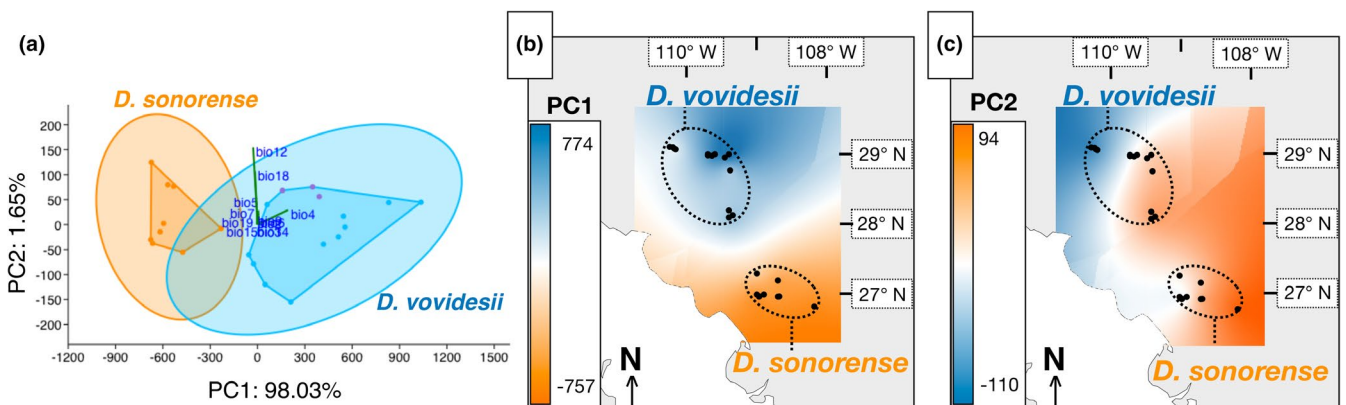 (a)
D. sonorense
200
150
100
50
0
-50
-100
-150
-200
PC2: 1.65%
bio12
bio18
bio5
bio4
bio7
bio19
-1200 -900 -600 -300 0 300 600 900 1200 1500
PC1: 98.03%
D. vovidesii
(b)
110° W 108° W
D. vovidesii
PC1
774
-757
29° N
28° N
27° N
N
D. sonorense
(c)
110° W 108° W
D. vovidesii
PC2
94
-110
29° N
28° N
27° N
N
D. sonorense